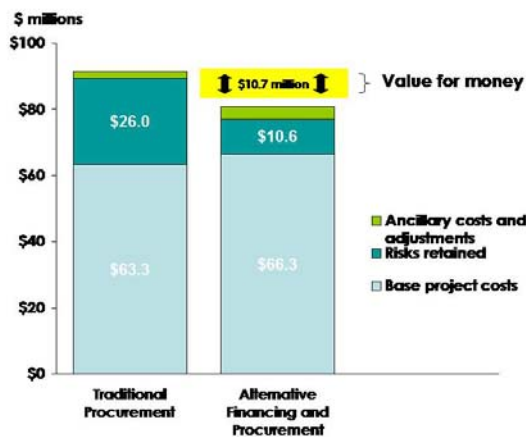 $ millions
$100
$80
$60
$40
$20
$0
$10.7 million
Value for money
$26.0
$10.6
$63.3
$66.3
Ancillary costs and
adjustments
Risks retained
Base project costs
Traditional
Procurement
Alternative
Financing and
Procurement